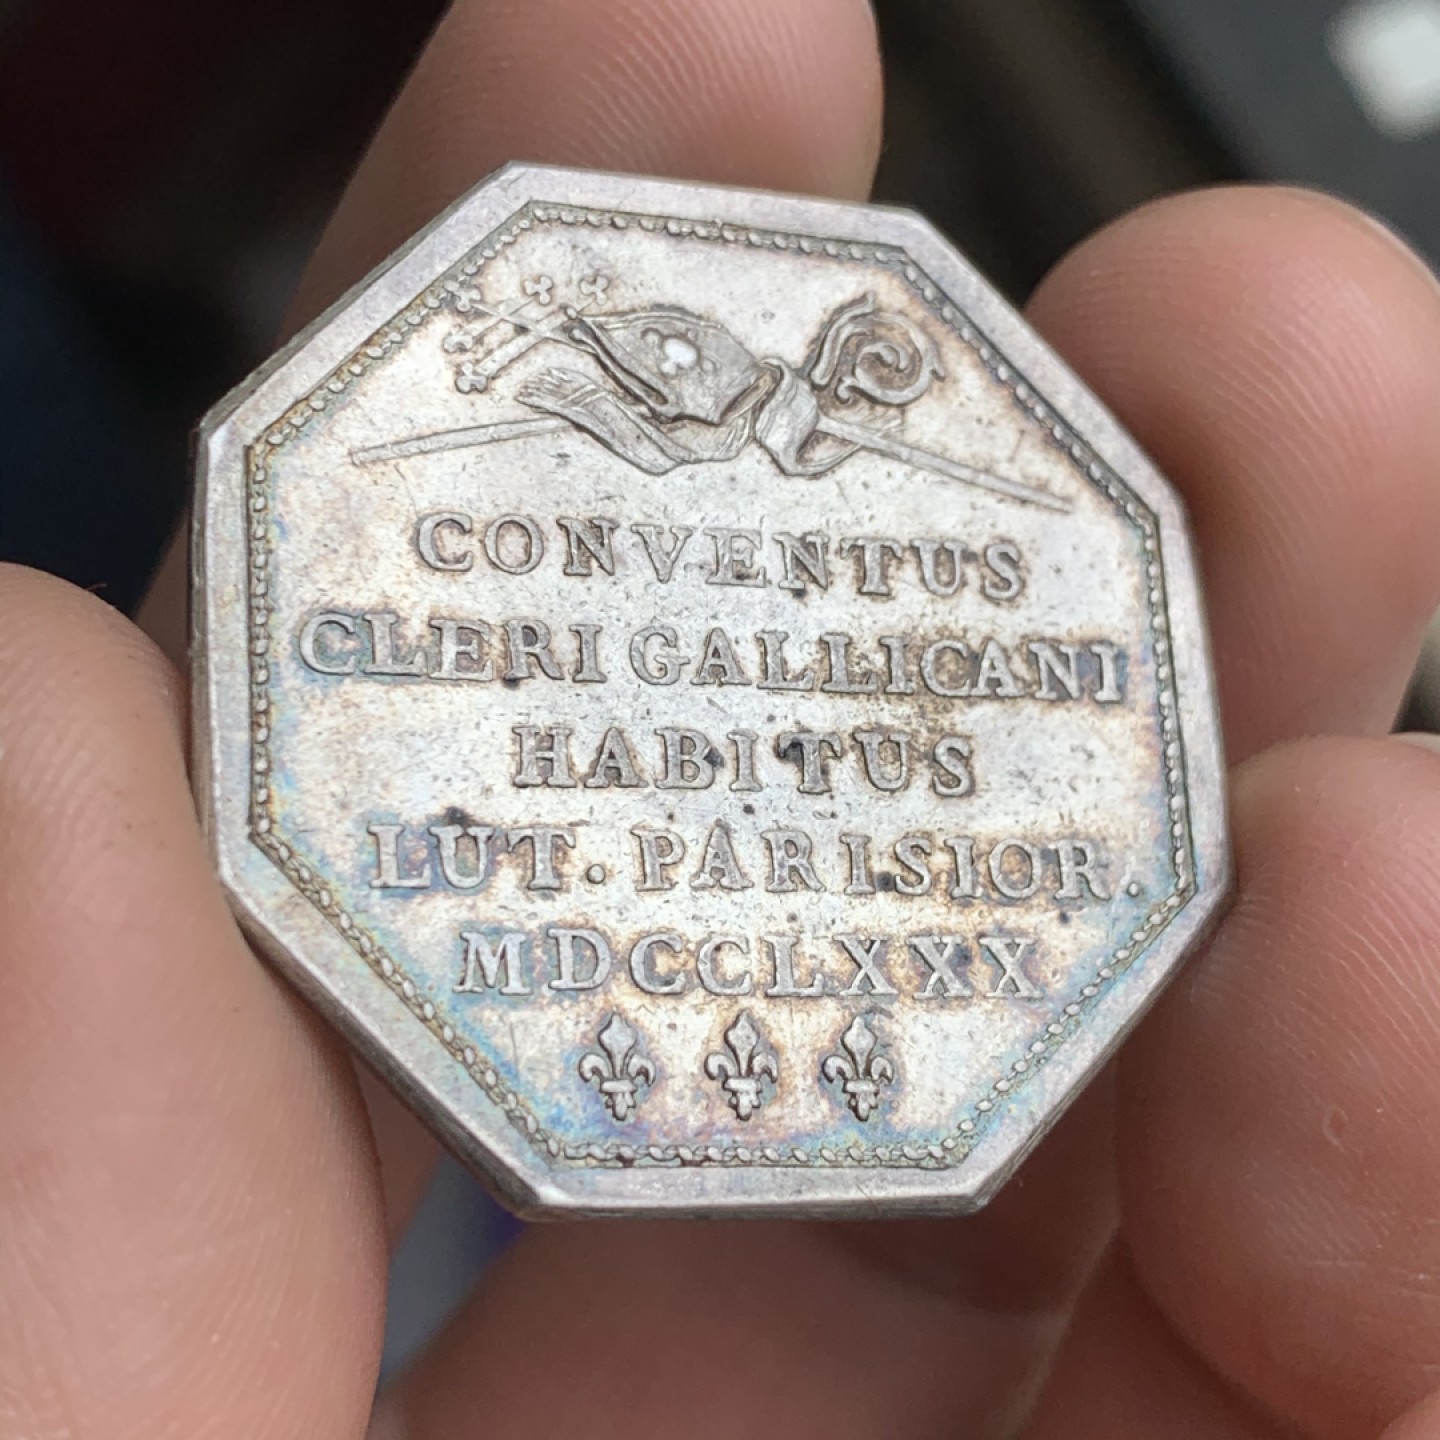 CONVENTUS
CLERI GALLICANI
HABITUS
LUT. PARISIOR.
MDCCLXXX